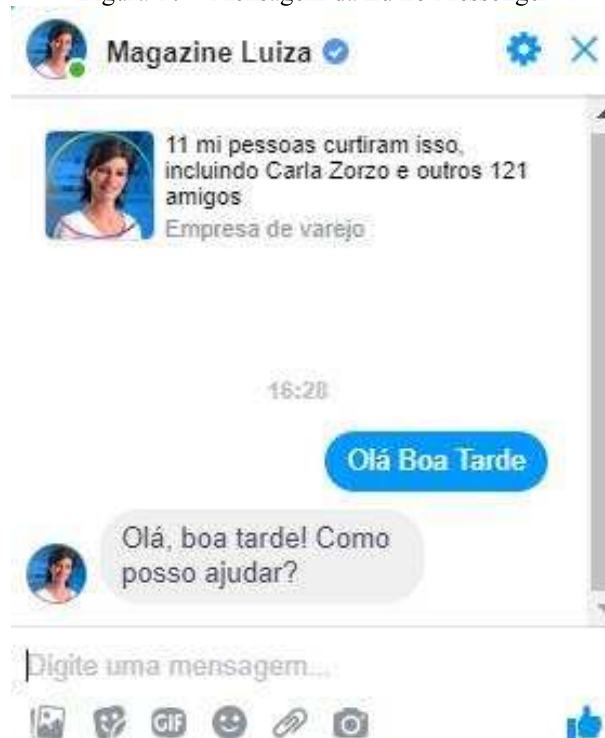 Magazine Luiza
11 mi pessoas curtiram isso,
incluindo Carla Zorzo e outros 121
amigos
Empresa de varejo
16:28
Olá Boa Tarde
Olá, boa tarde! Como
posso ajudar?
Digite uma mensagem...
GIF